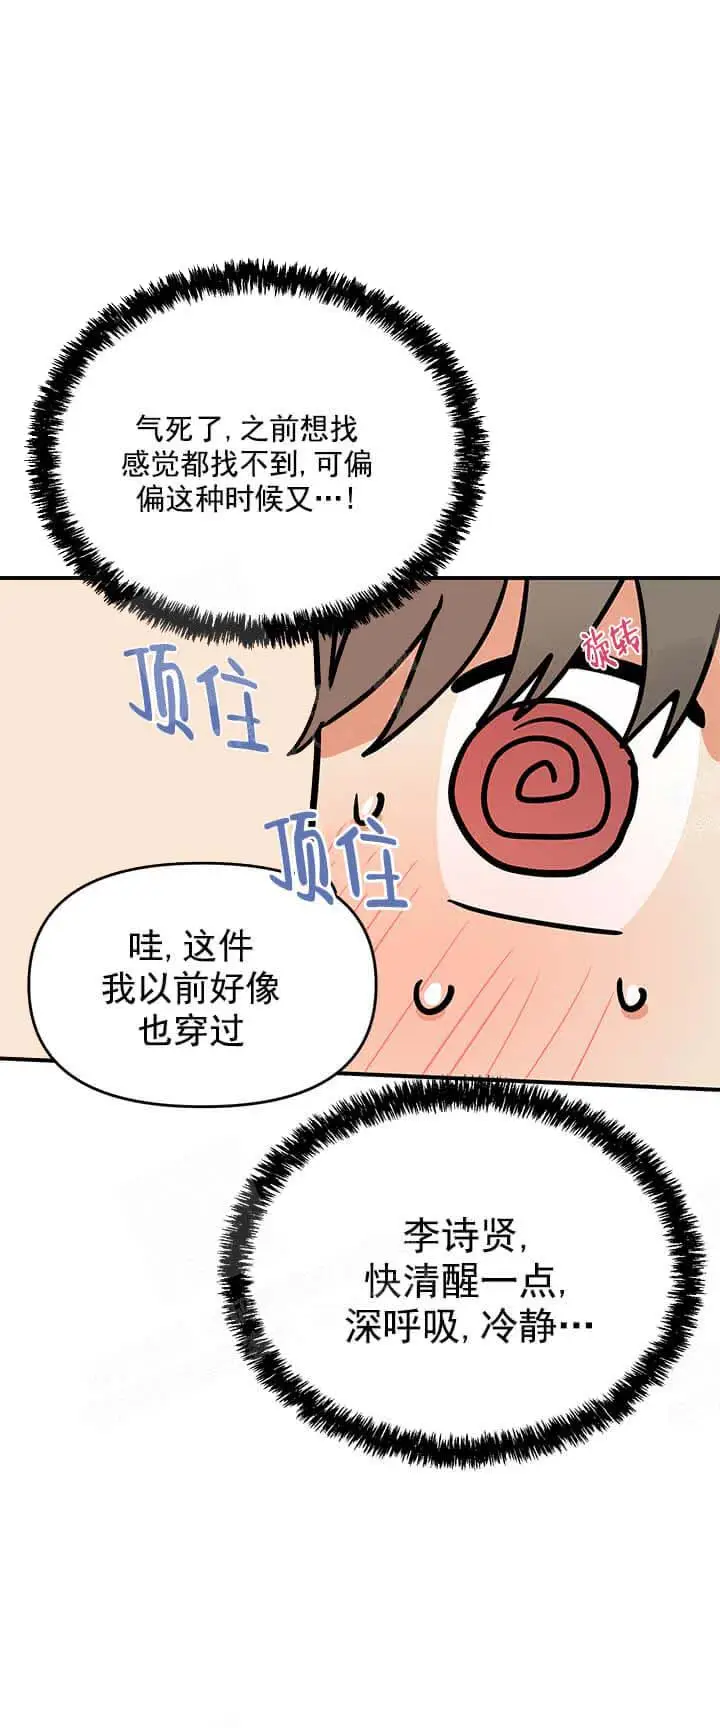 气死了,之前想找
感觉都找不到,可偏
偏这种时候又…!
旋转
顶住
顶住
哇,这件
我以前好像
也穿过
李诗贤,
快清醒一点,
深呼吸,冷静…